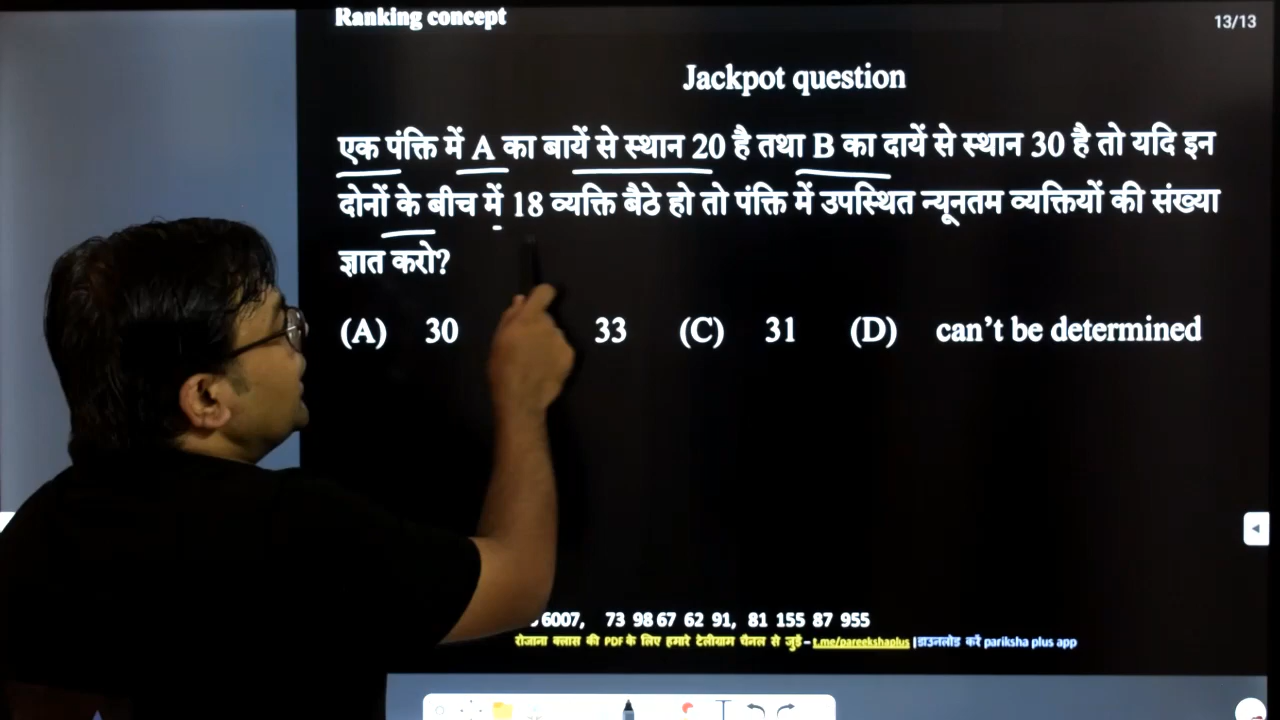 Ranking concept
13/13
Jackpot question
एक पंक्ति में A का बायें से स्थान 20 है तथा B का दायें से स्थान 30 है तो यदि इन
दोनों के बीच में 18 व्यक्ति बैठे हो तो पंक्ति में उपस्थित न्यूनतम व्यक्तियों की संख्या
ज्ञात करो?
(A) 30 33 (C) 31 (D) can't be determined
6007, 73 98 67 62 91, 81 155 87 955
रोजाना क्लास की PDF के लिए हमारे टेलीग्राम चैनल से जुड़ें – t.me/pareekshaplus | डाउनलोड करें pariksha plus app